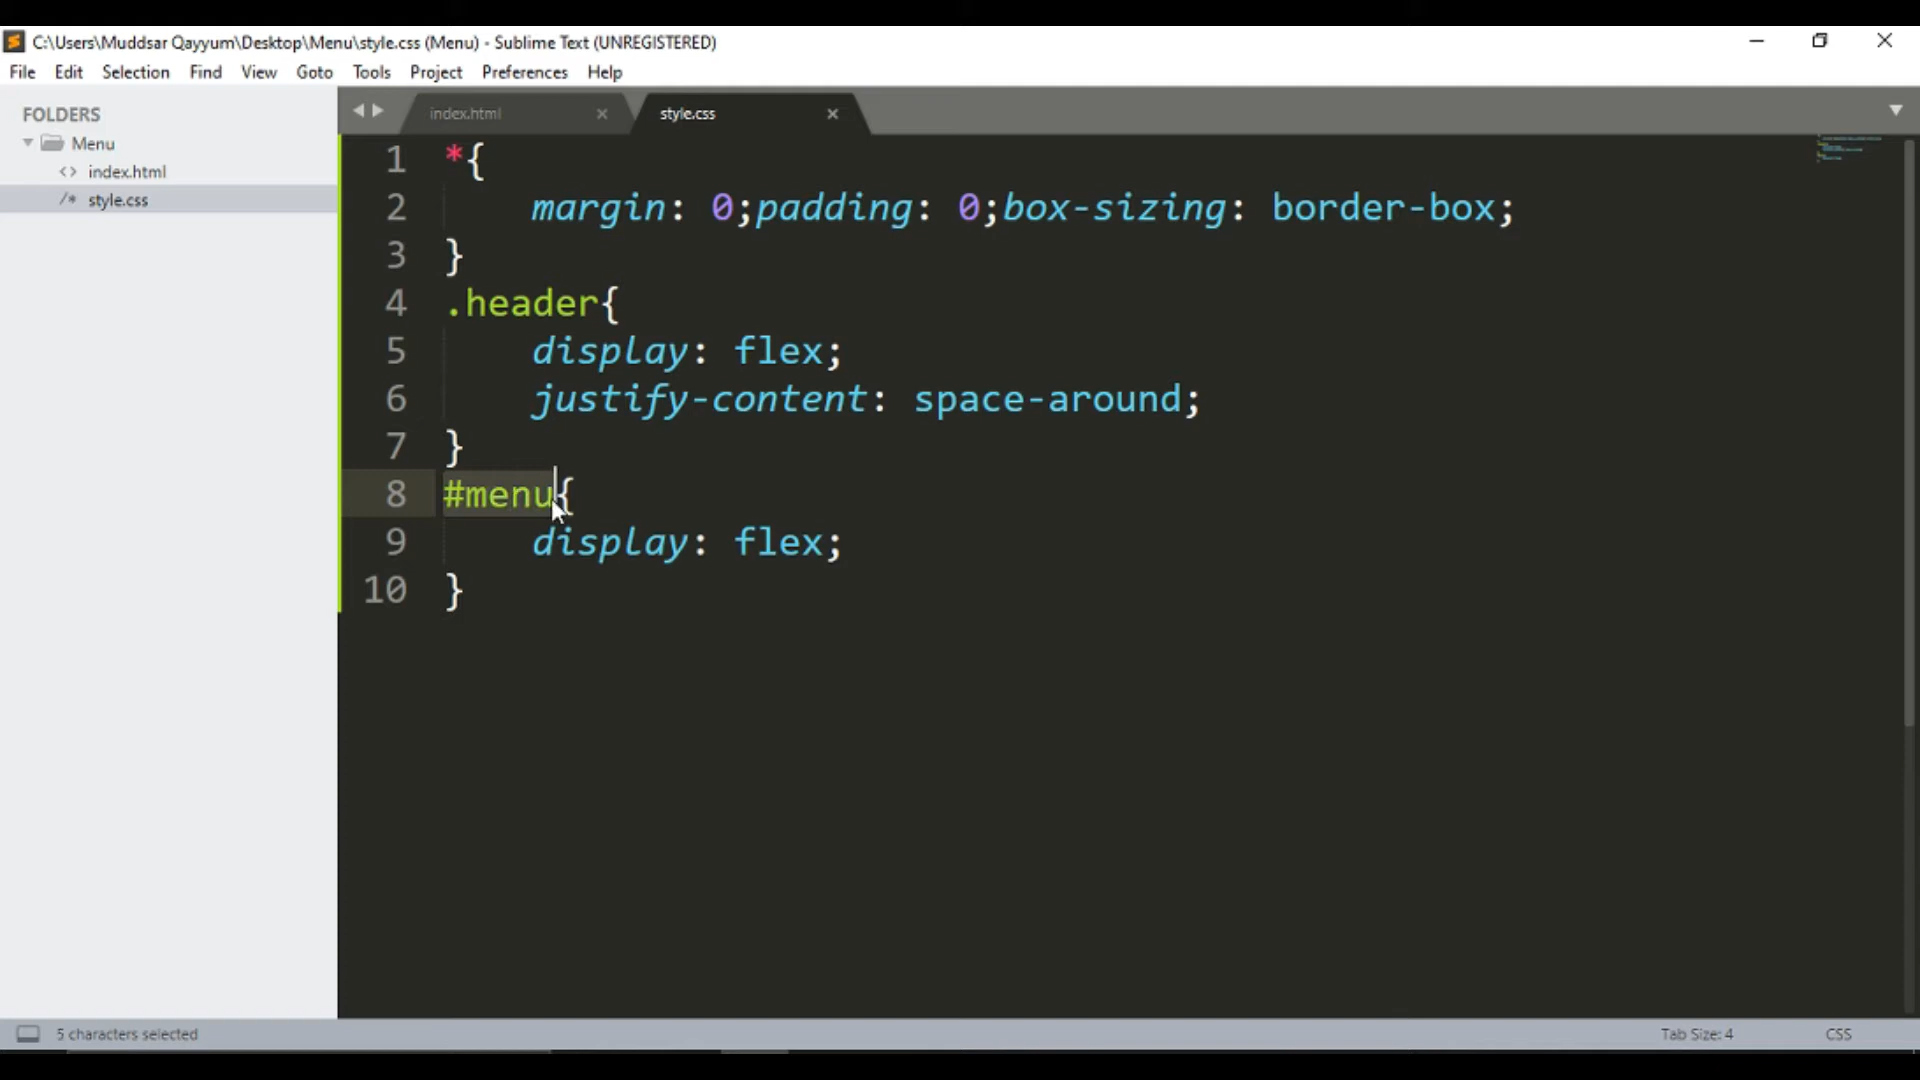 C:\Users\Muddsar Qayyum\Desktop\Menu\style.css (Menu) - Sublime Text (UNREGISTERED)
File Edit Selection Find View Goto Tools Project Preferences Help
FOLDERS
Menu
<> index.html
/* style.css
index.html × style.css ×
1 *{
2 margin: 0;padding: 0;box-sizing: border-box;
3 }
4 .header{
5 display: flex;
6 justify-content: space-around;
7 }
8 #menu{
9 display: flex;
10 }
5 characters selected Tab Size: 4 CSS